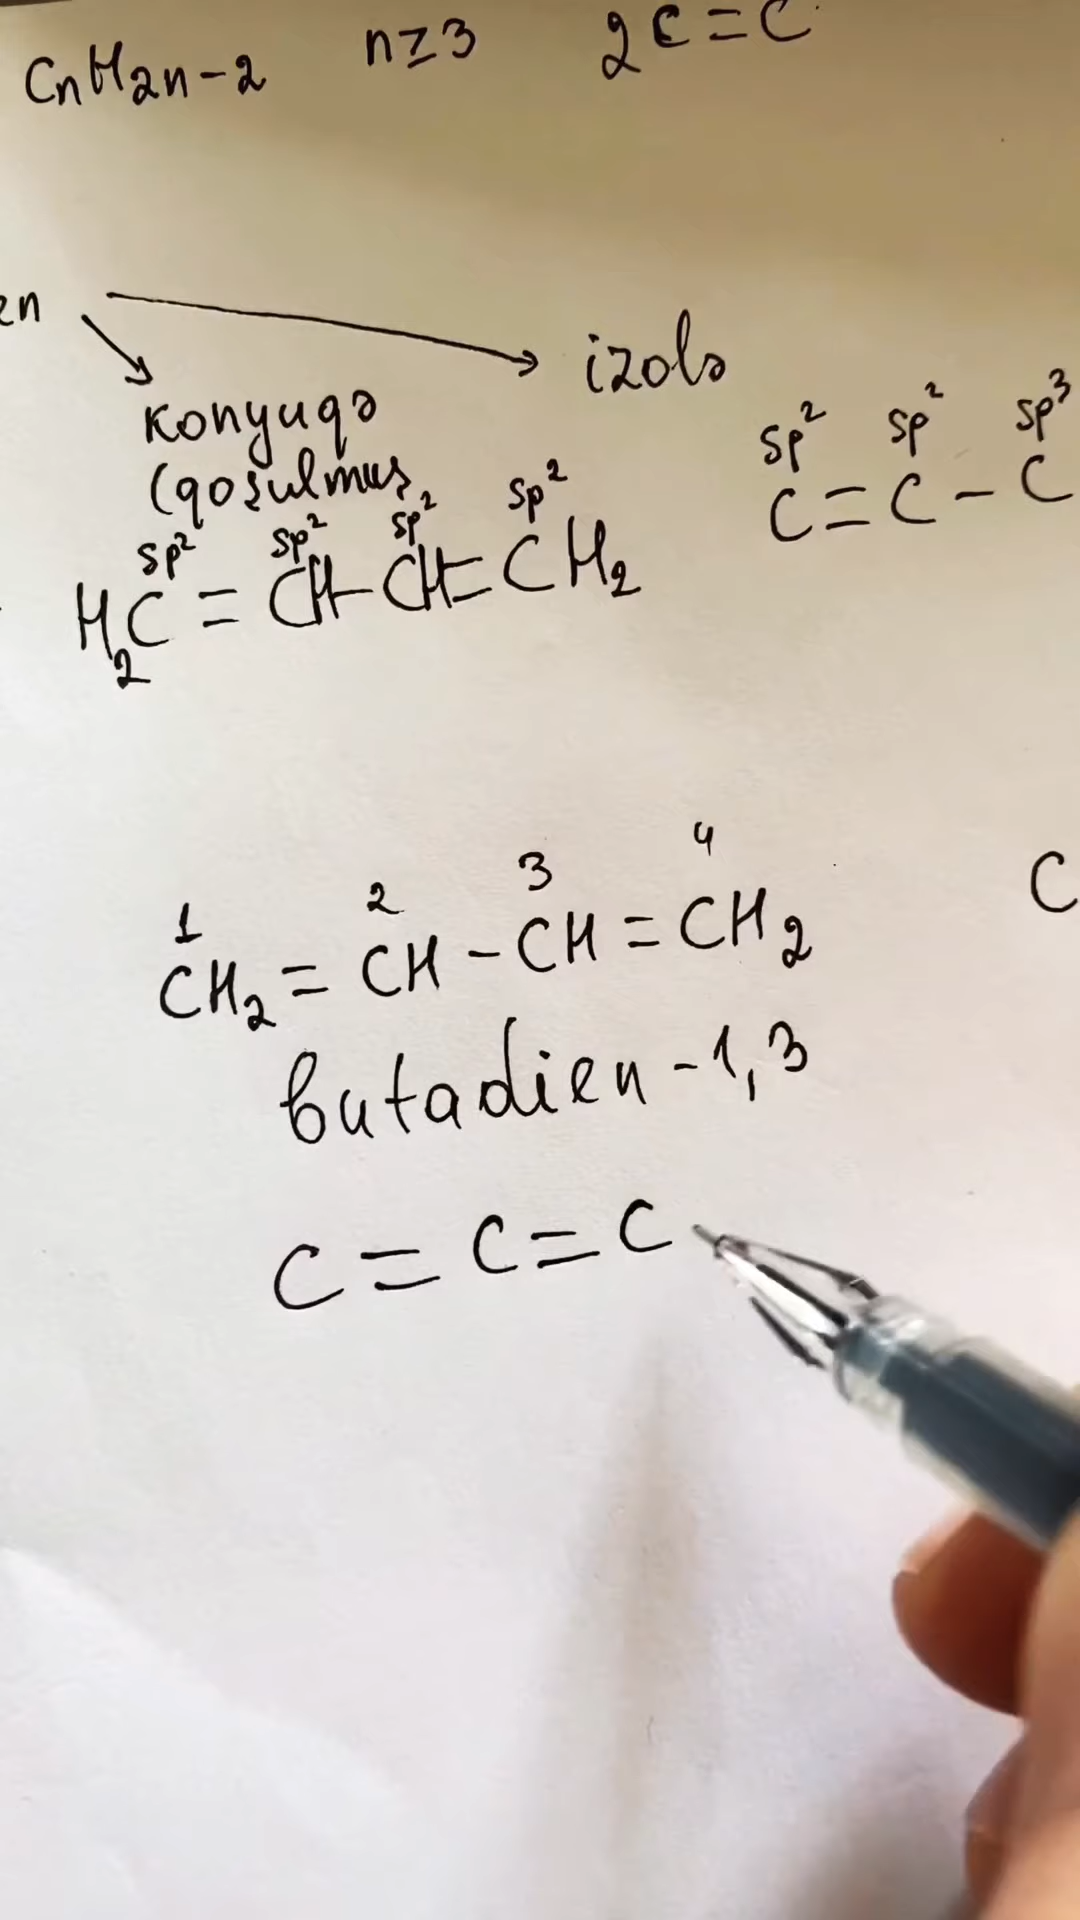 CnH2n-2 n≥3 2C=C
en
izolə
konyuqə
(qoşulmuş
sp² sp² sp² sp²
H2C=CH-CH=CH2
sp² sp² sp³
C=C-C
1 2 3 4
CH2=CH-CH=CH2
C
butadien-1,3
C=C=C